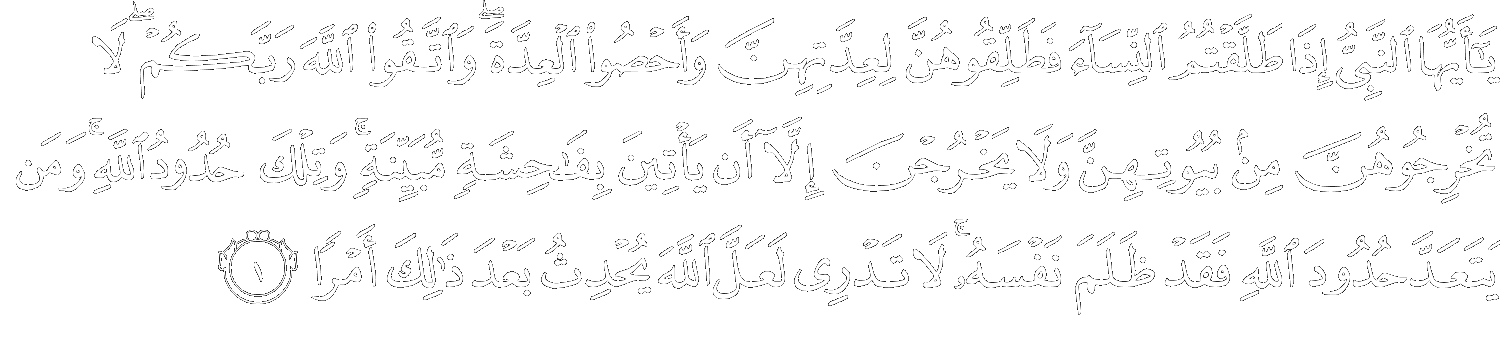 يَـٰٓأَيُّهَا ٱلنَّبِىُّ إِذَا طَلَّقْتُمُ ٱلنِّسَآءَ فَطَلِّقُوهُنَّ لِعِدَّتِهِنَّ وَأَحْصُوا۟ ٱلْعِدَّةَ ۖ وَٱتَّقُوا۟ ٱللَّهَ رَبَّكُمْ ۖ لَا
تُخْرِجُوهُنَّ مِنۢ بُيُوتِهِنَّ وَلَا يَخْرُجْنَ إِلَّآ أَن يَأْتِينَ بِفَـٰحِشَةٍ مُّبَيِّنَةٍ ۚ وَتِلْكَ حُدُودُ ٱللَّهِ ۚ وَمَن
يَتَعَدَّ حُدُودَ ٱللَّهِ فَقَدْ ظَلَمَ نَفْسَهُۥ ۚ لَا تَدْرِى لَعَلَّ ٱللَّهَ يُحْدِثُ بَعْدَ ذَٰلِكَ أَمْرًا ١